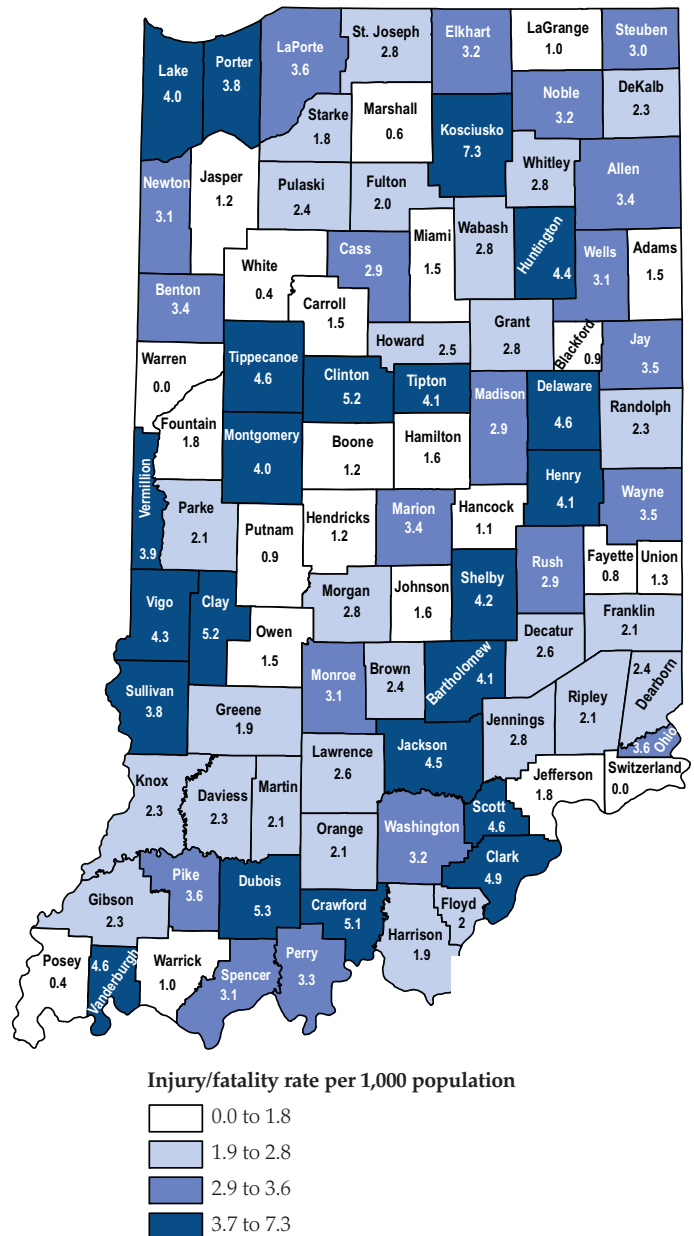 St. Joseph
2.8
Elkhart
3.2
LaGrange
1.0
Steuben
3.0
LaPorte
3.6
Lake
4.0
Porter
3.8
Noble
3.2
DeKalb
2.3
Starke
1.8
Marshall
0.6
Kosciusko
7.3
Whitley
2.8
Allen
3.4
Newton
3.1
Jasper
1.2
Pulaski
2.4
Fulton
2.0
Miami
1.5
Wabash
2.8
Huntington
4.4
Wells
3.1
Adams
1.5
White
0.4
Cass
2.9
Benton
3.4
Carroll
1.5
Howard
2.5
Grant
2.8
Blackford
0.9
Jay
3.5
Warren
0.0
Tippecanoe
4.6
Clinton
5.2
Tipton
4.1
Madison
2.9
Delaware
4.6
Randolph
2.3
Fountain
1.8
Montgomery
4.0
Boone
1.2
Hamilton
1.6
Henry
4.1
Wayne
3.5
Vermillion
3.9
Parke
2.1
Putnam
0.9
Hendricks
1.2
Marion
3.4
Hancock
1.1
Rush
2.9
Fayette
0.8
Union
1.3
Vigo
4.3
Clay
5.2
Owen
1.5
Morgan
2.8
Johnson
1.6
Shelby
4.2
Decatur
2.6
Franklin
2.1
Sullivan
3.8
Greene
1.9
Monroe
3.1
Brown
2.4
Bartholomew
4.1
Jennings
2.8
Ripley
2.1
2.4
Dearborn
3.6 Ohio
Knox
2.3
Daviess
2.3
Martin
2.1
Lawrence
2.6
Jackson
4.5
Jefferson
1.8
Switzerland
0.0
Orange
2.1
Washington
3.2
Scott
4.6
Clark
4.9
Gibson
2.3
Pike
3.6
Dubois
5.3
Crawford
5.1
Harrison
1.9
Floyd
2
Posey
0.4
4.6
Vanderburgh
Warrick
1.0
Spencer
3.1
Perry
3.3
Injury/fatality rate per 1,000 population
0.0 to 1.8
1.9 to 2.8
2.9 to 3.6
3.7 to 7.3